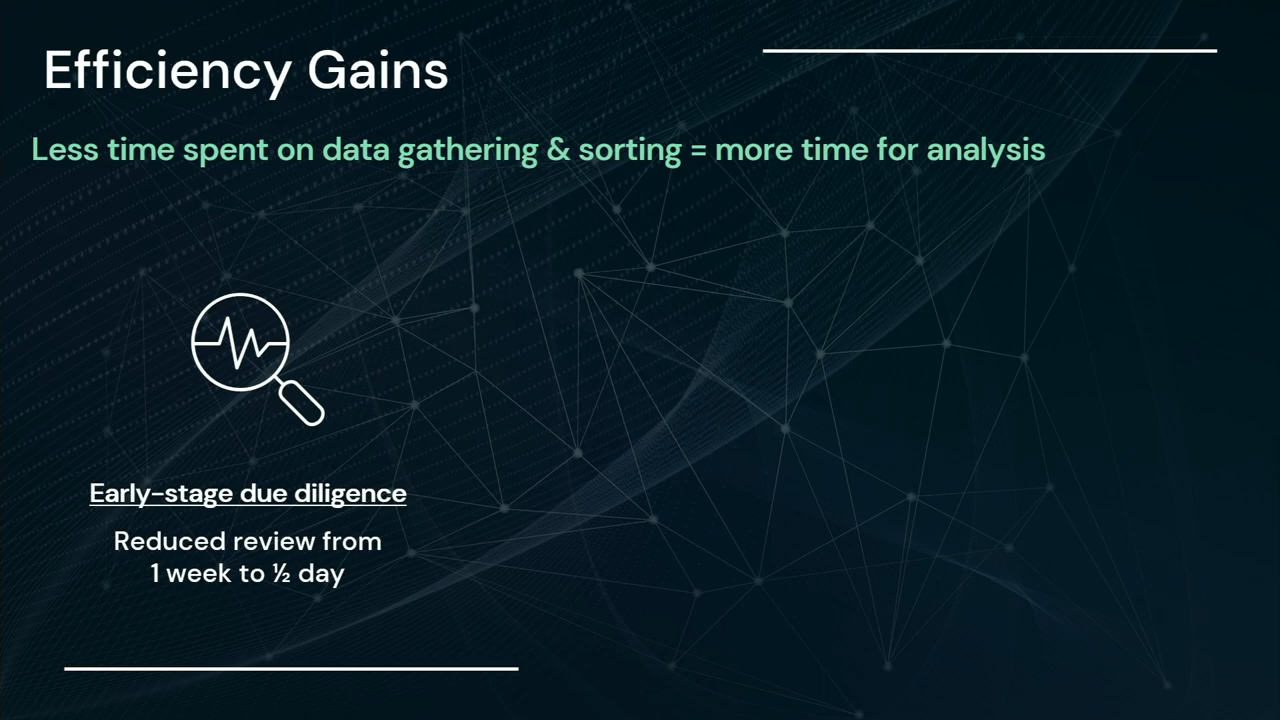 Efficiency Gains
Less time spent on data gathering & sorting = more time for analysis
Early-stage due diligence
Reduced review from
1 week to ½ day